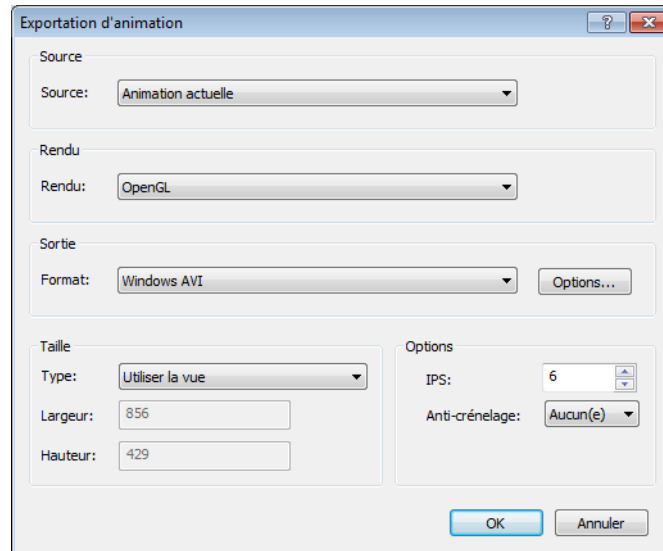 Exportation d'animation
Source
Source: Animation actuelle
Rendu
Rendu: OpenGL
Sortie
Format: Windows AVI Options...
Taille
Type: Utiliser la vue
Largeur: 856
Hauteur: 429
Options
IPS: 6
Anti-crénelage: Aucun(e)
OK Annuler